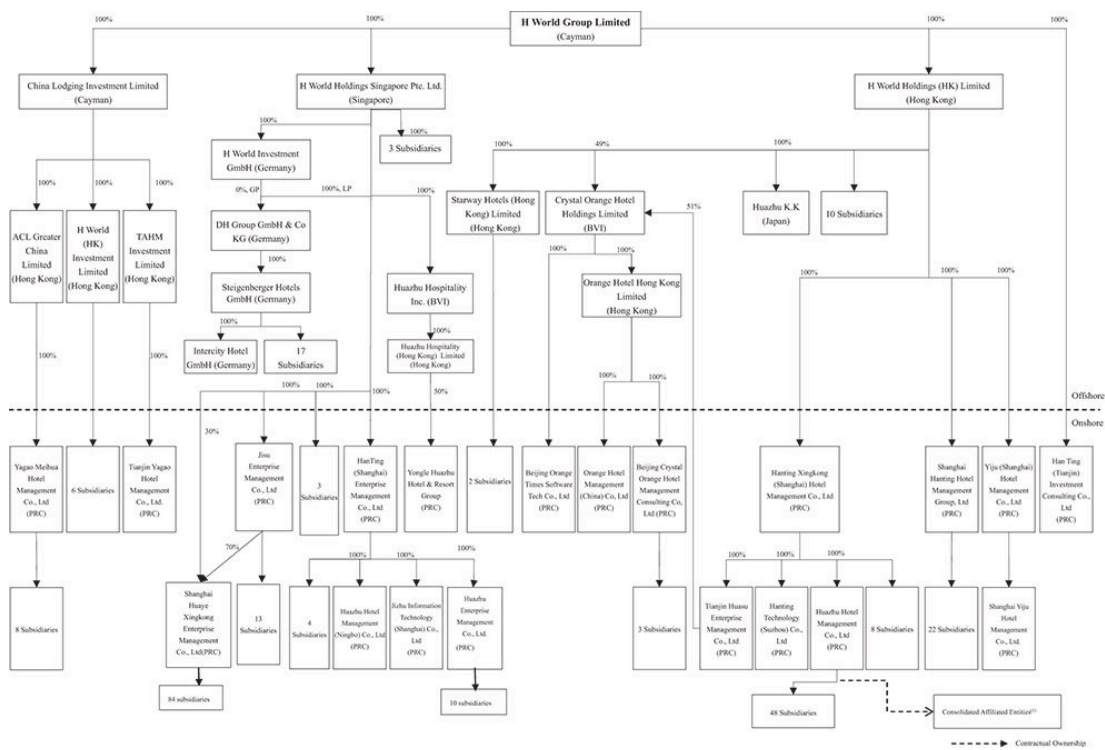 H World Group Limited
(Cayman)
100%
100%
100%
100%
China Lodging Investment Limited
(Cayman)
H World Holdings Singapore Pte. Ltd.
(Singapore)
H World Holdings (HK) Limited
(Hong Kong)
100%
100%
3 Subsidiaries
H World Investment
GmbH (Germany)
100%
49%
100%
0%, GP
100%, LP
100%
100%
100%
100%
ACL Greater
China
Limited
(Hong Kong)
H World
(HK)
Investment
Limited
(Hong Kong)
TAHM
Investment
Limited
(Hong Kong)
DH Group GmbH & Co
KG (Germany)
Starway Hotels (Hong
Kong) Limited
(Hong Kong)
Crystal Orange Hotel
Holdings Limited
(BVI)
51%
Huazhu K.K
(Japan)
10 Subsidiaries
100%
Steigenberger Hotels
GmbH (Germany)
Huazhu Hospitality
Inc. (BVI)
100%
100%
Orange Hotel Hong Kong
Limited
(Hong Kong)
100%
100%
100%
100%
Intercity Hotel
GmbH (Germany)
17
Subsidiaries
100%
Huazhu Hospitality
(Hong Kong) Limited
(Hong Kong)
100%
100%
100%
100%
100%
100%
50%
100%
100%
Offshore
Onshore
30%
Yagao Meihua
Hotel
Management
Co., Ltd
(PRC)
6 Subsidiaries
Tianjin Yagao
Hotel
Management
Co., Ltd.
(PRC)
Jisu
Enterprise
Management
Co., Ltd
(PRC)
3
Subsidiaries
HanTing
(Shanghai)
Enterprise
Management
Co., Ltd
(PRC)
Yongle Huazhu
Hotel & Resort
Group
(PRC)
2 Subsidiaries
Beijing Orange
Times Software
Tech Co., Ltd
(PRC)
Orange Hotel
Management
(China) Co, Ltd
(PRC)
Beijing Crystal
Orange Hotel
Management
Consulting Co,
Ltd (PRC)
Hanting Xingkong
(Shanghai) Hotel
Management Co., Ltd
(PRC)
Shanghai
Hanting Hotel
Management
Group, Ltd
(PRC)
Yiju (Shanghai)
Hotel
Management
Co., Ltd
(PRC)
Han Ting
(Tianjin)
Investment
Consulting Co.,
Ltd (PRC)
70%
100%
100%
100%
100%
100%
100%
100%
100%
8 Subsidiaries
Shanghai
Huaye
Xingkong
Enterprise
Management
Co., Ltd(PRC)
13
Subsidiaries
4
Subsidiaries
Huazhu Hotel
Management
(Ningbo) Co., Ltd
(PRC)
Jizhu Information
Technology
(Shanghai) Co.,
Ltd
(PRC)
Huazhu
Enterprise
Management
Co., Ltd.
(PRC)
3 Subsidiaries
Tianjin Huasu
Enterprise
Management
Co., Ltd
(PRC)
Hanting
Technology
(Suzhou) Co.,
Ltd
(PRC)
Huazhu Hotel
Management
Co., Ltd
(PRC)
8 Subsidiaries
22 Subsidiaries
Shanghai Yiju
Hotel
Management
Co., Ltd.
(PRC)
84 subsidiaries
10 subsidiaries
48 Subsidiaries
Consolidated Affiliated Entities(1)
Contractual Ownership